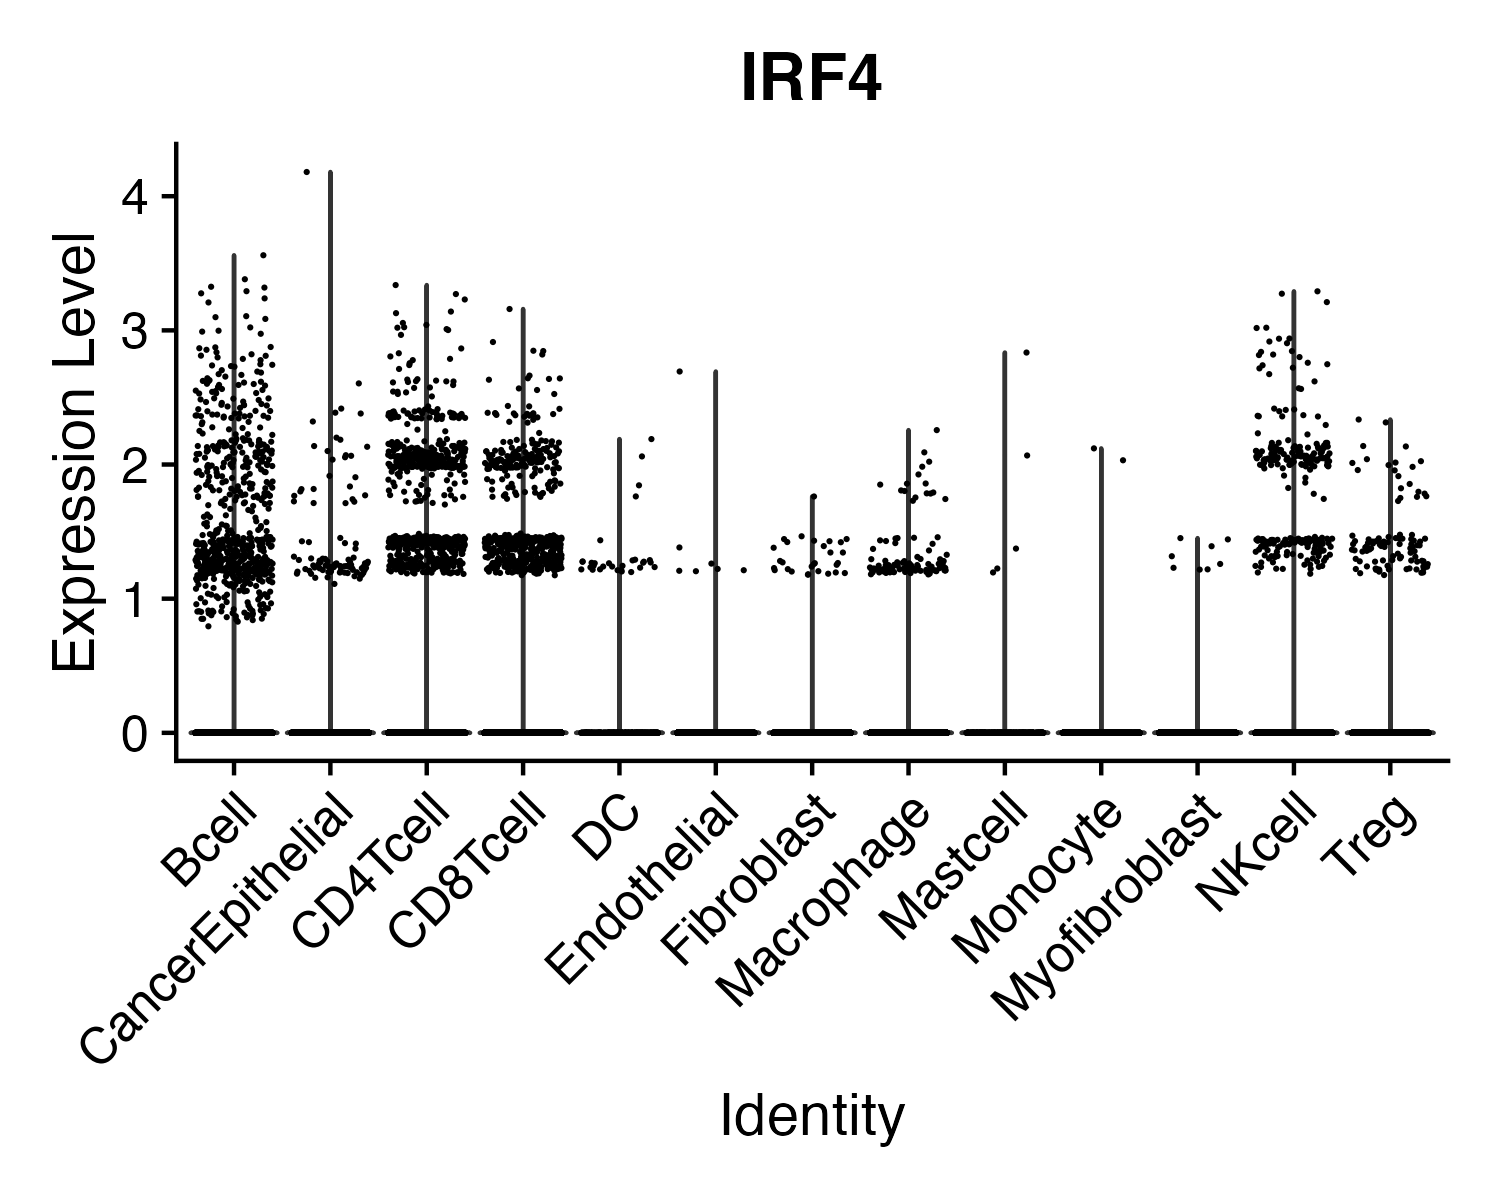 IRF4
Expression Level
4
3
2
1
0
Bcell
CancerEpithelial
CD4Tcell
CD8Tcell
DC
Endothelial
Fibroblast
Macrophage
Mastcell
Monocyte
Myofibroblast
NKcell
Treg
Identity